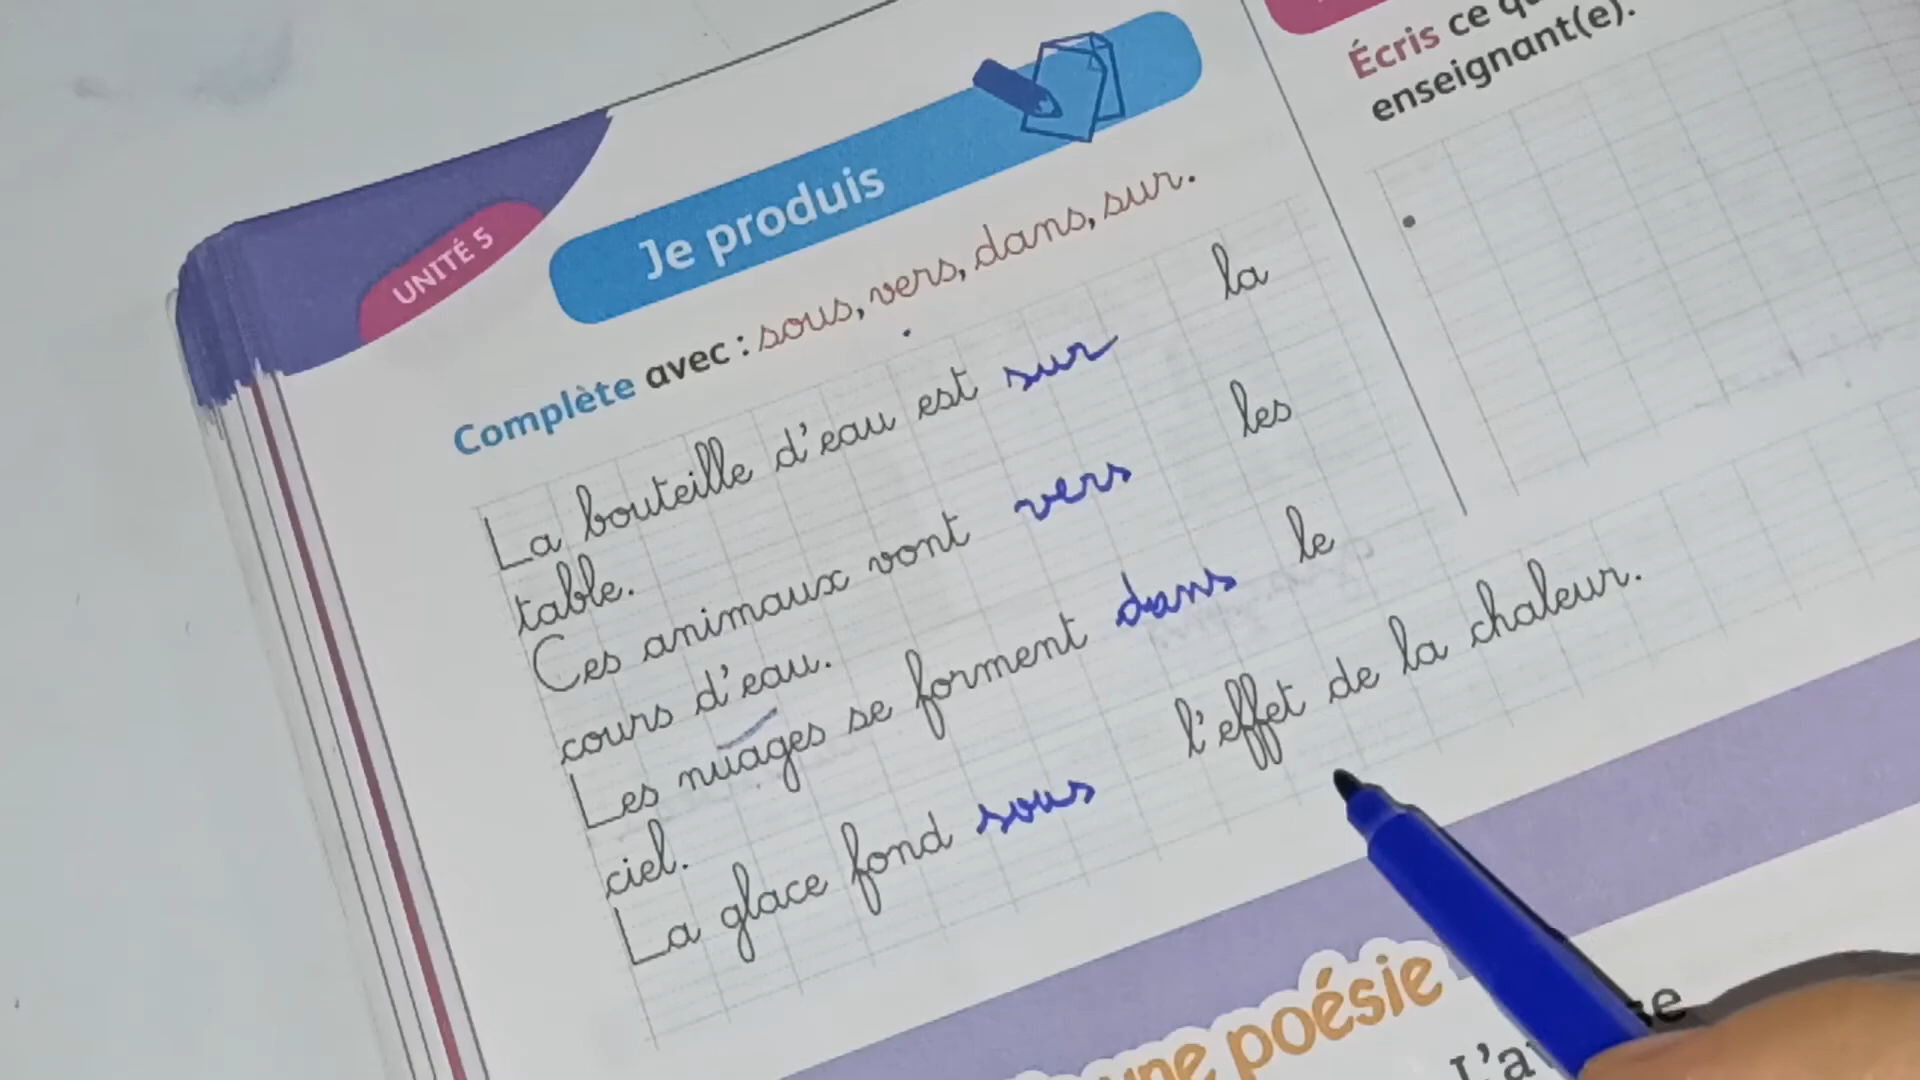 UNITÉ 5
Je produis
Complète avec : sous, vers, dans, sur.
La bouteille d'eau est sur la
table.
Ces animaux vont vers les
cours d'eau.
Les nuages se forment dans le
ciel.
La glace fond sous l'effet de la chaleur.
Écris ce
enseignant(e).
une poésie